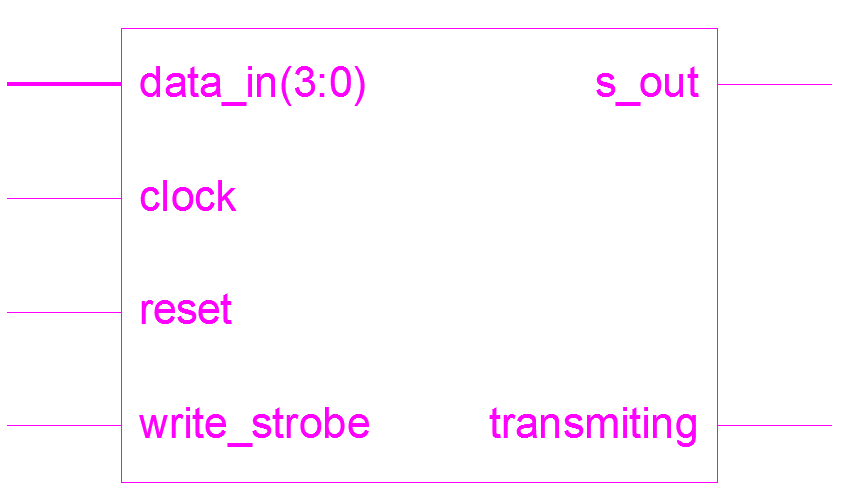 data_in(3:0) s_out
clock
reset
write_strobe transmiting